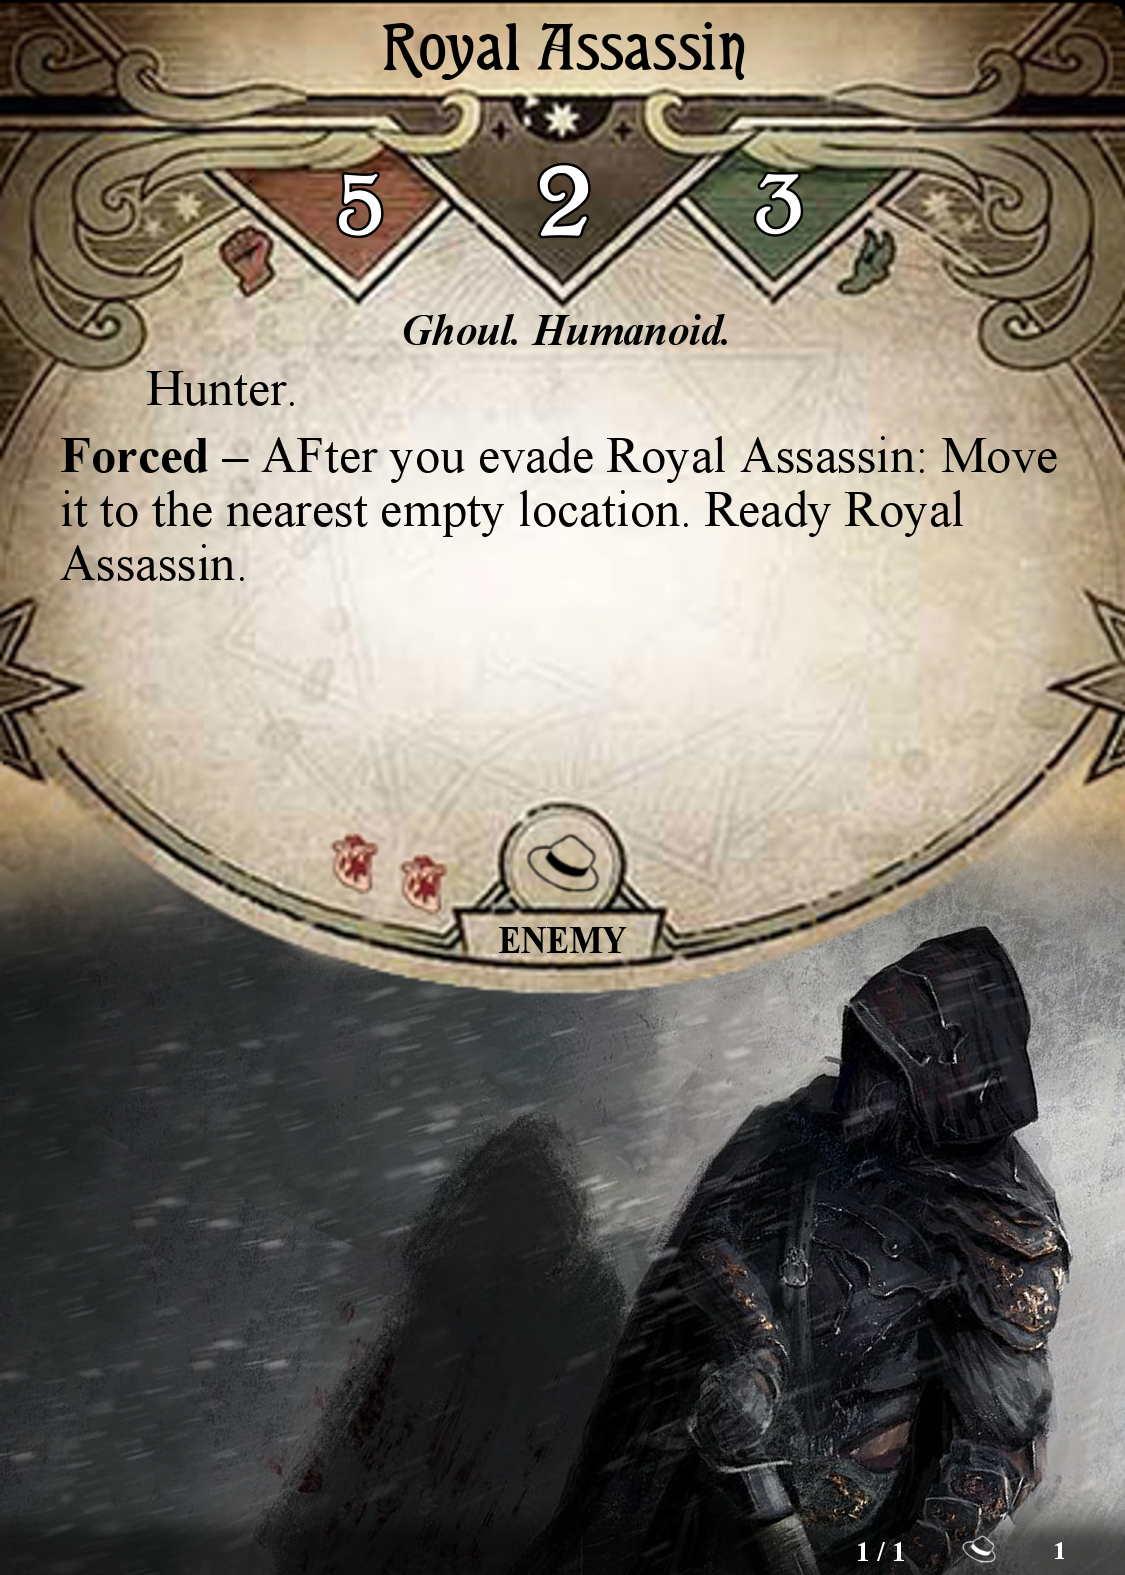 Royal Assassin
5 2 3
Ghoul. Humanoid.
Hunter.
Forced – AFter you evade Royal Assassin: Move
it to the nearest empty location. Ready Royal
Assassin.
ENEMY
1 / 1 1